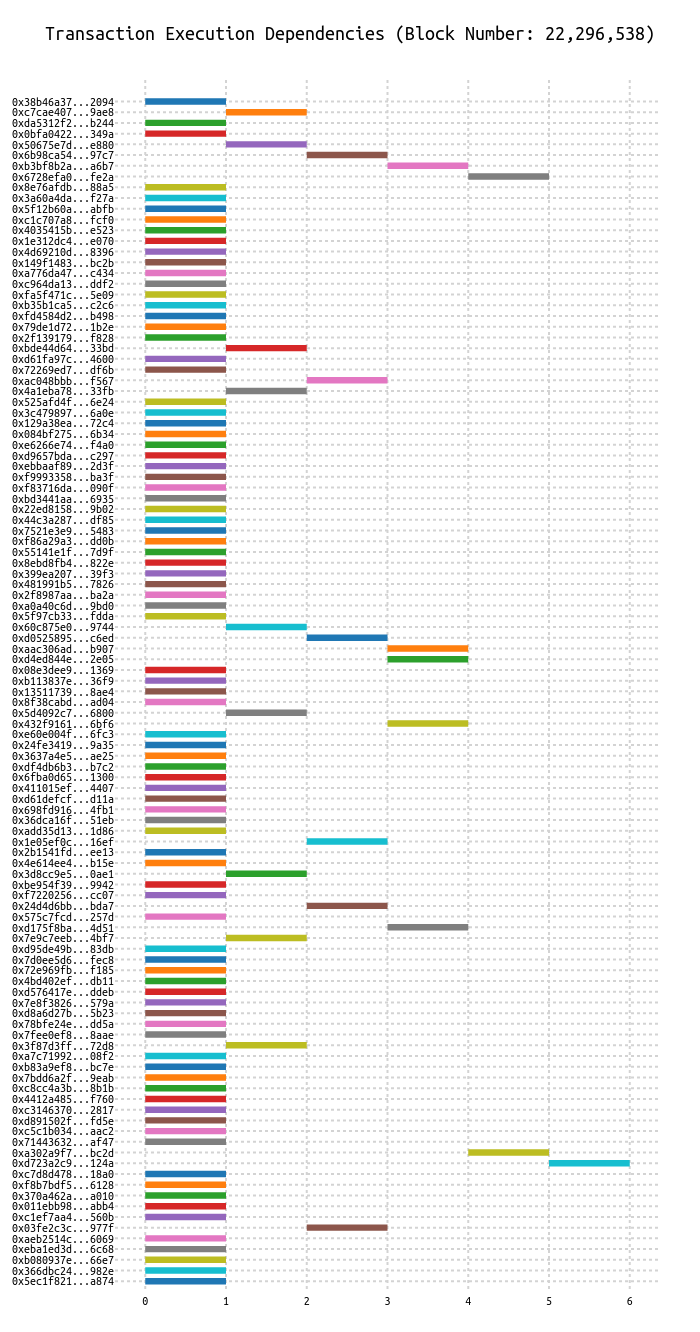 Transaction Execution Dependencies (Block Number: 22,296,538)
0x38b46a37...2094
0xc7cae407...9ae8
0xda5312f2...b244
0x0bfa0422...349a
0x50675e7d...e880
0x6b98ca54...97c7
0xb3bf8b2a...a6b7
0x6728efa0...fe2a
0x8e76afdb...88a5
0x3a60a4da...f27a
0x5f12b60a...abfb
0xc1c707a8...fcf0
0x4035415b...e523
0x1e312dc4...e070
0x4d69210d...8396
0x149f1483...bc2b
0xa776da47...c434
0xc964da13...ddf2
0xfa5f471c...5e09
0xb35b1ca5...c2c6
0xfd4584d2...b498
0x79de1d72...1b2e
0x2f139179...f828
0xbde44d64...33bd
0xd61fa97c...4600
0x72269ed7...df6b
0xac048bbb...f567
0x4a1eba78...33fb
0x525afd4f...6e24
0x3c479897...6a0e
0x129a38ea...72c4
0x084bf275...6b34
0xe6266e74...f4a0
0xd9657bda...c297
0xebbaaf89...2d3f
0xf9993358...ba3f
0xf83716da...090f
0xbd3441aa...6935
0x22ed8158...9b02
0x44c3a287...df85
0x7521e3e9...5483
0xf86a29a3...dd0b
0x55141e1f...7d9f
0x8ebd8fb4...822e
0x399ea207...39f3
0x481991b5...7826
0x2f8987aa...ba2a
0xa0a40c6d...9bd0
0x5f97cb33...fdda
0x60c875e0...9744
0xd0525895...c6ed
0xaac306ad...b907
0xd4ed844e...2e05
0x08e3dee9...1369
0xb113837e...36f9
0x13511739...8ae4
0x8f38cabd...ad04
0x5d4092c7...6800
0x432f9161...6bf6
0xe60e004f...6fc3
0x24fe3419...9a35
0x3637a4e5...ae25
0xdf4db6b3...b7c2
0x6fba0d65...1300
0x411015ef...4407
0xd61defcf...d11a
0x698fd916...4fb1
0x36dca16f...51eb
0xadd35d13...1d86
0x1e05ef0c...16ef
0x2b1541fd...ee13
0x4e614ee4...b15e
0x3d8cc9e5...0ae1
0xbe954f39...9942
0xf7220256...cc07
0x24d4d6bb...bda7
0x575c7fcd...257d
0xd175f8ba...4d51
0x7e9c7eeb...4bf7
0xd95de49b...83db
0x7d0ee5d6...fec8
0x72e969fb...f185
0x4bd402ef...db11
0xd576417e...ddeb
0x7e8f3826...579a
0xd8a6d27b...5b23
0x78bfe24e...dd5a
0x7fee0ef8...8aae
0x3f87d3ff...72d8
0xa7c71992...08f2
0xb83a9ef8...bc7e
0x7bdd6a2f...9eab
0xc8cc4a3b...8b1b
0x4412a485...f760
0xc3146370...2817
0xd891502f...fd5e
0xc5c1b034...aac2
0x71443632...af47
0xa302a9f7...bc2d
0xd723a2c9...124a
0xc7d8d478...18a0
0xf8b7bdf5...6128
0x370a462a...a010
0x011ebb98...abb4
0xc1ef7aa4...560b
0x03fe2c3c...977f
0xaeb2514c...6069
0xeba1ed3d...6c68
0xb080937e...66e7
0x366dbc24...982e
0x5ec1f821...a874
0 1 2 3 4 5 6